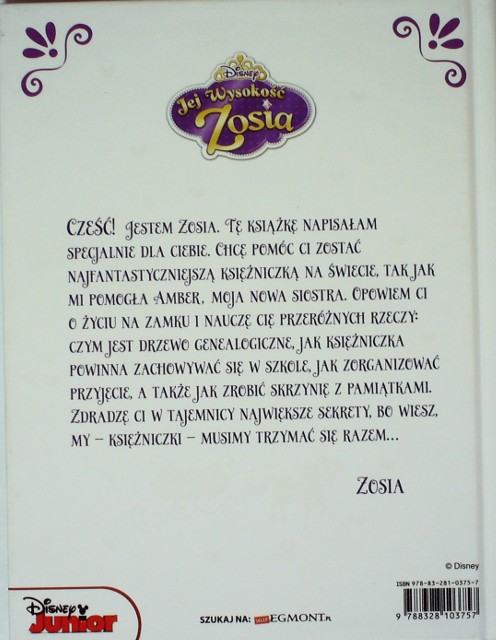 Disney
Jej Wysokość
Zosia
Cześć! Jestem Zosia. Tę książkę napisałam
specjalnie dla Ciebie. Chcę pomóc ci zostać
najfantastyczniejszą księżniczką na świecie, tak jak
mi pomogła Amber, moja nowa siostra. Opowiem ci
o życiu na zamku i nauczę cię przeróżnych rzeczy:
czym jest drzewo genealogiczne, jak księżniczka
powinna zachowywać się w szkole, jak zorganizować
przyjęcie, a także jak zrobić skrzynię z pamiątkami.
Zdradzę ci w tajemnicy największe sekrety, bo wiesz,
my – księżniczki – musimy trzymać się razem...
Zosia
© Disney
ISBN 978-83-281-0375-7
9 788328 103757
Disney
Junior
SZUKAJ NA: SKLEP EGMONT.PL